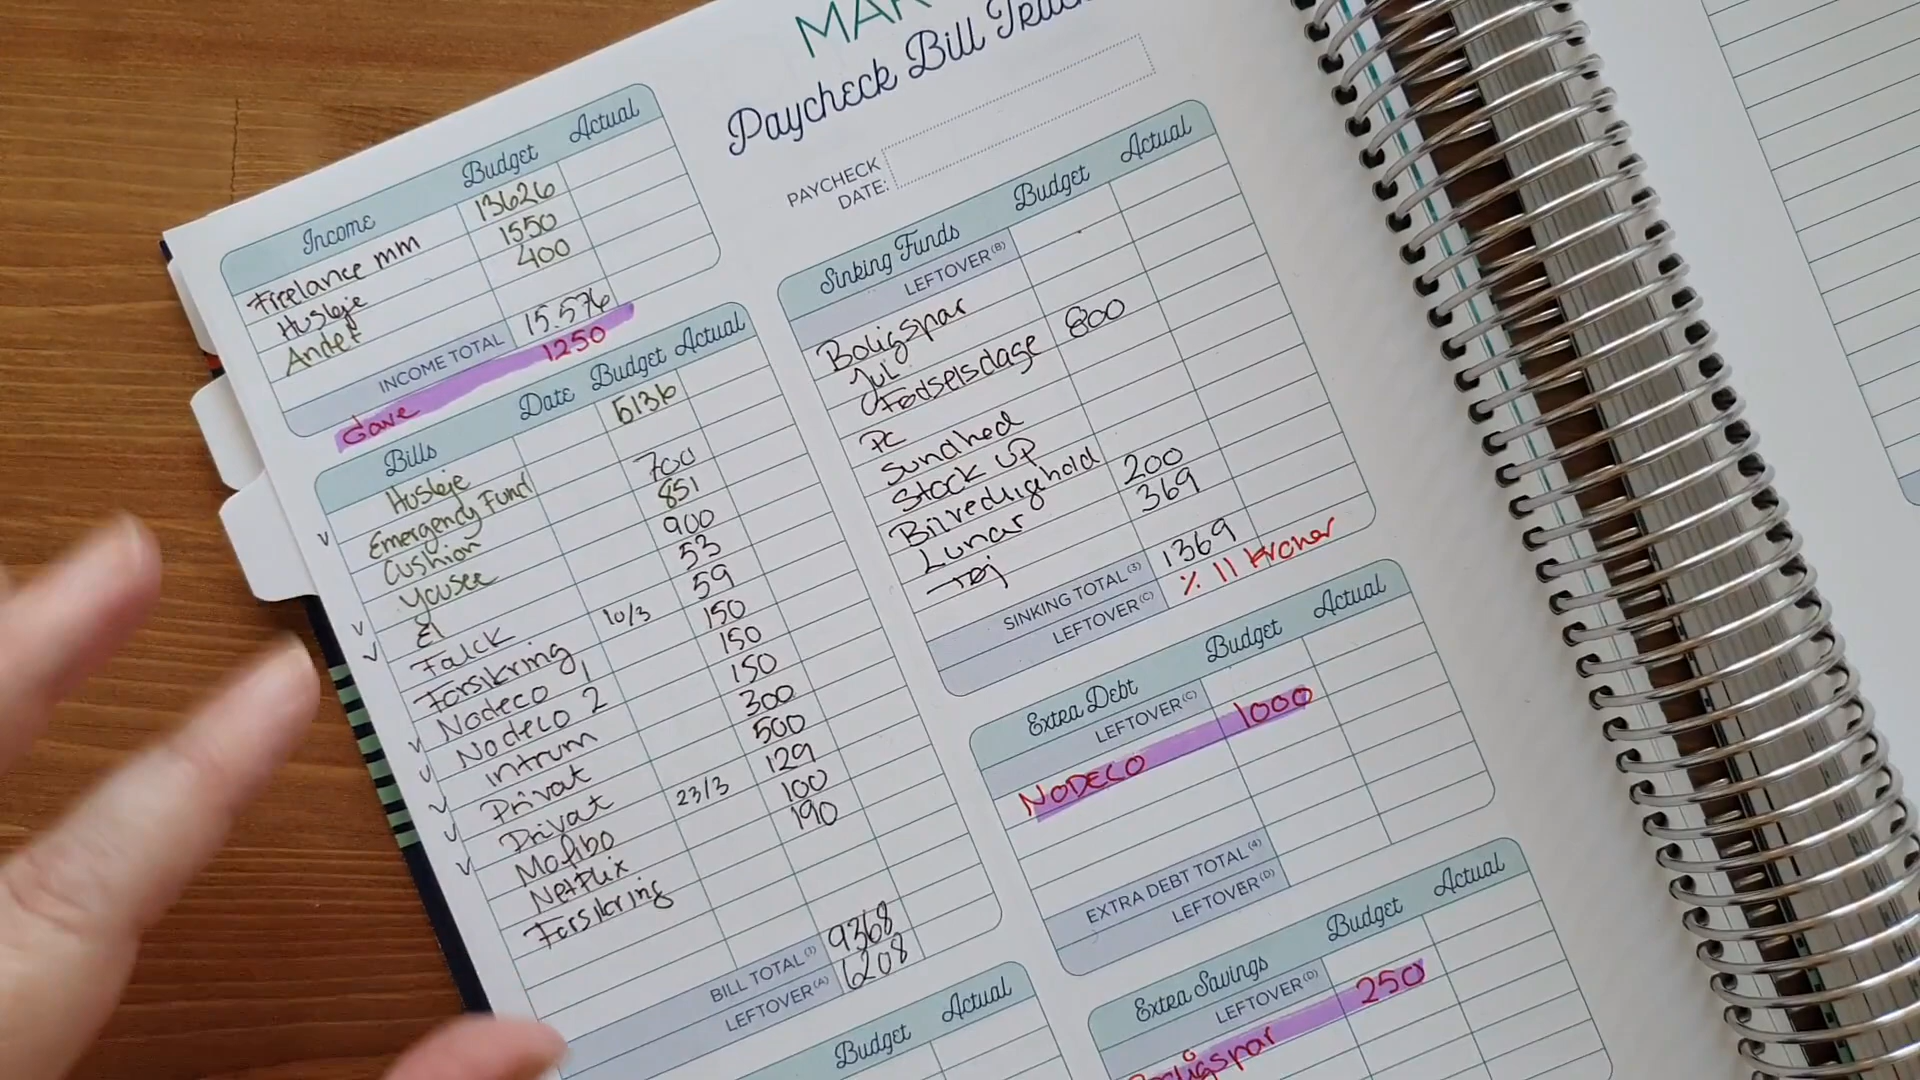 Paycheck Bill
PAYCHECK
DATE:
Income Budget Actual
Freelance mm 13626
Husleje 1550
Andet 400
INCOME TOTAL 15.576
Gave 1250
Bills Date Budget Actual
Husleje 5136
Emergency Fund
Cushion 700
Yousee 851
El 900
Falck 53
Forsikring 10/3 59
Nodeco 1 150
Nodeco 2 150
Intrum 150
Privat 300
Privat 500
Mofibo 23/3 129
Netflix 100
Forsikring 190
BILL TOTAL (1) 9368
LEFTOVER (A) 6208
Budget Actual
Sinking Funds Budget Actual
LEFTOVER (B)
Boligspar
Jul
Fødselsdage 800
PC
Sundhed
Stock Up
Bilvedligehold
Lunar 200
Tøj 369
SINKING TOTAL (3) 1369
LEFTOVER (C) % 11 kroner
Extra Debt Budget Actual
LEFTOVER (C)
NODECO 1000
EXTRA DEBT TOTAL (4)
LEFTOVER (D)
Extra Savings Budget Actual
LEFTOVER (D)
Boligspar 250